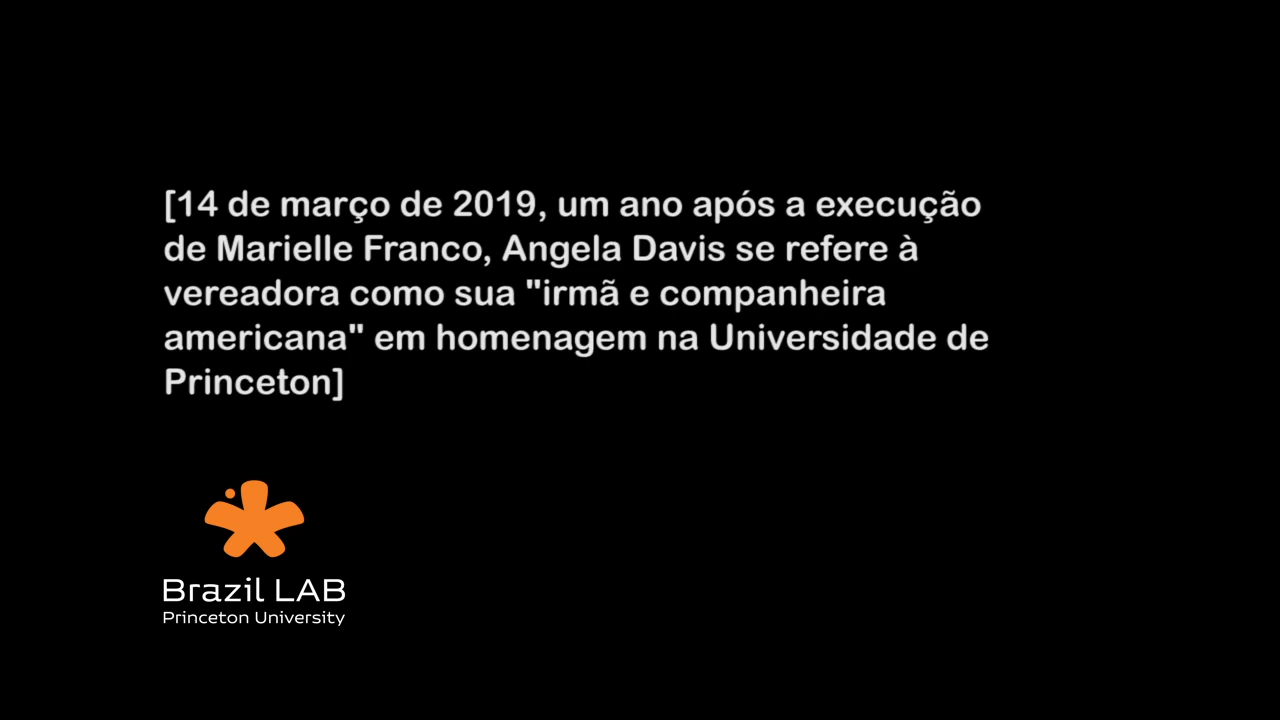 [14 de março de 2019, um ano após a execução
de Marielle Franco, Angela Davis se refere à
vereadora como sua "irmã e companheira
americana" em homenagem na Universidade de
Princeton]
Brazil LAB
Princeton University